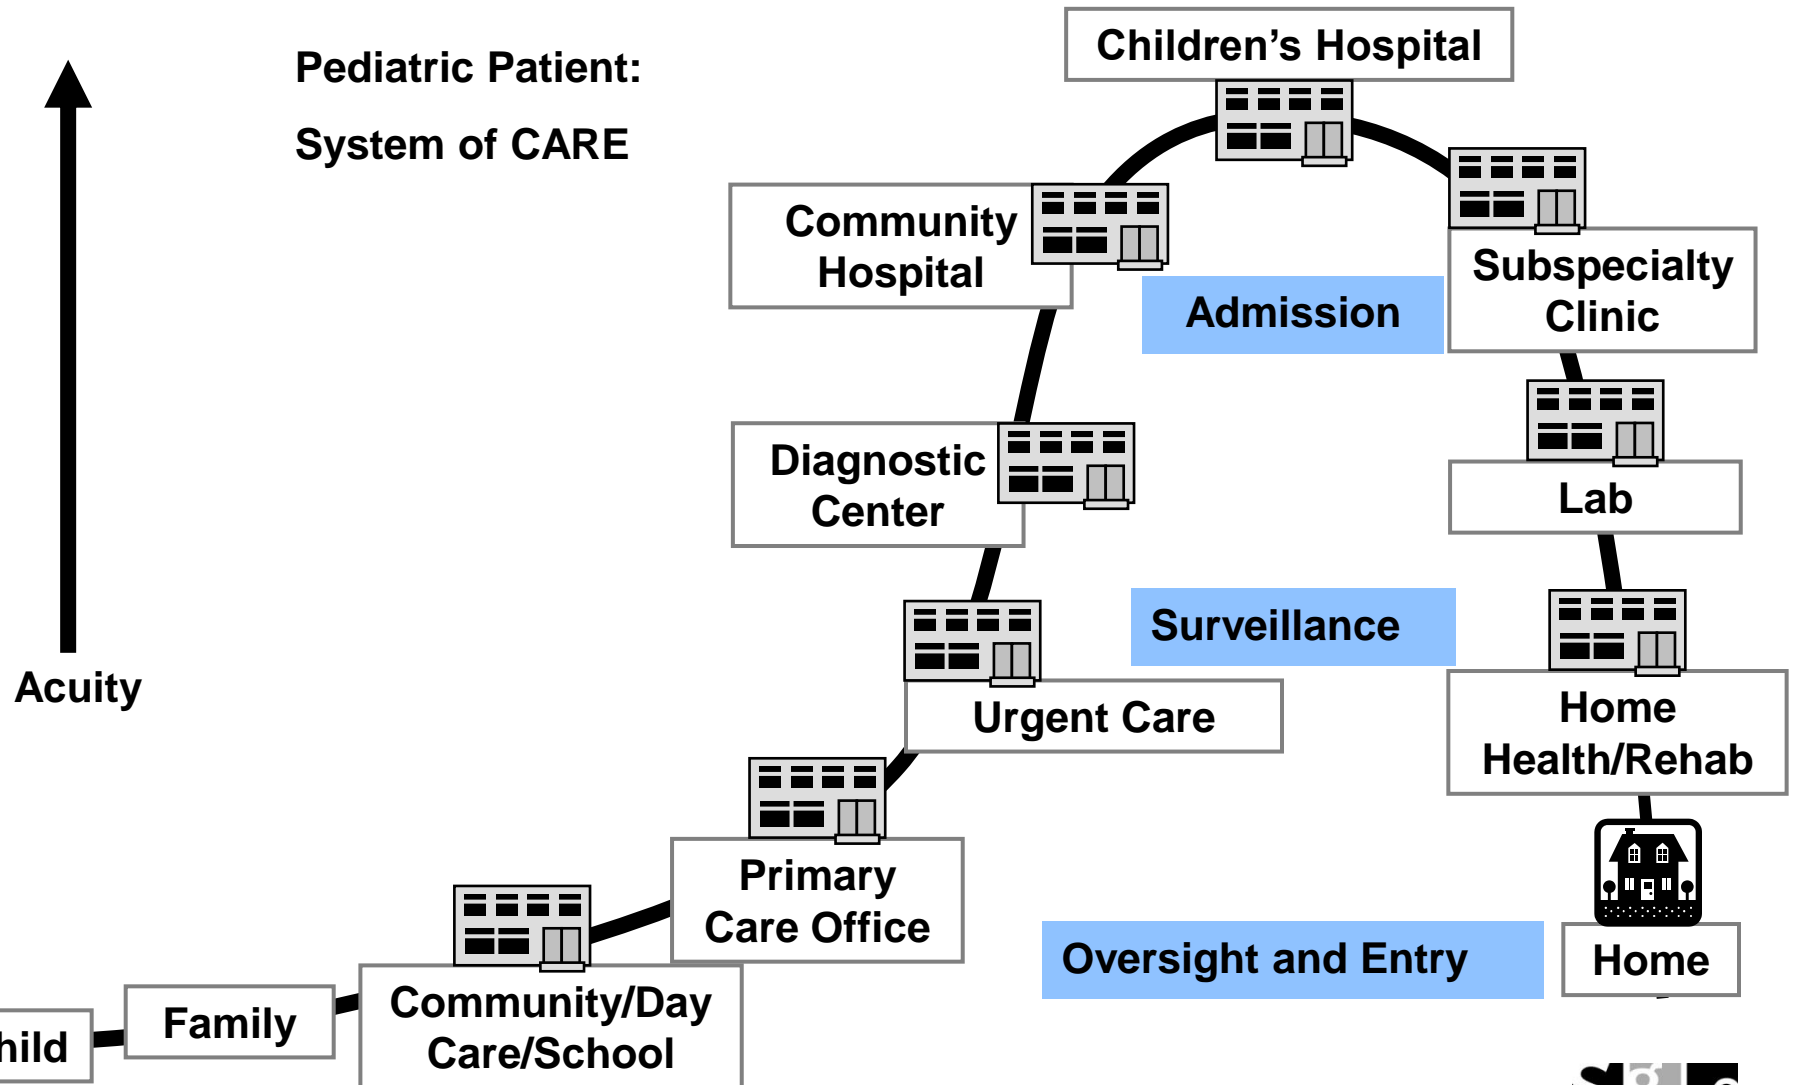 Children’s Hospital
Pediatric Patient:
System of CARE
Community
Hospital
Subspecialty
Clinic
Admission
Diagnostic
Center
Lab
Surveillance
Acuity
Urgent Care
Home
Health/Rehab
Primary
Care Office
Oversight and Entry
Home
Community/Day
Care/School
Family
hild
g